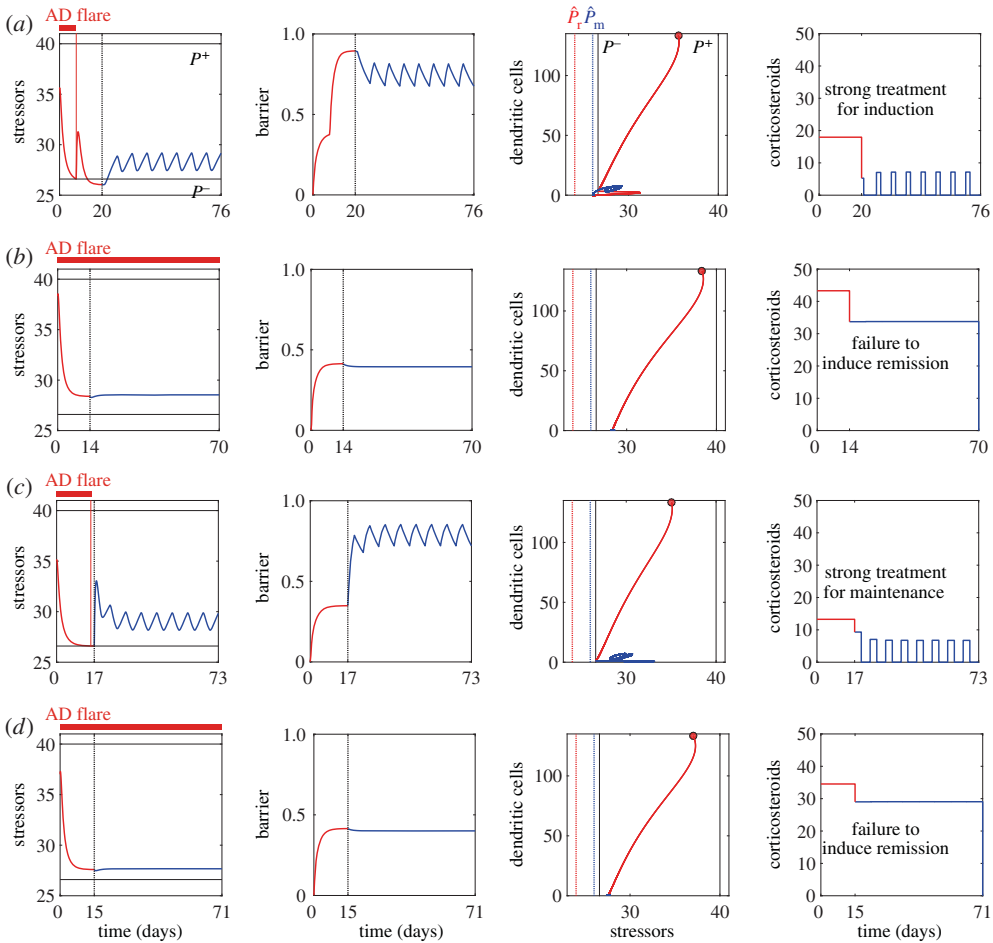 (a)
AD flare
stressors
40
35
30
25
P⁺
P⁻
0 20 76
barrier
1.0
0.5
0
0 20 76
P̂r P̂m
P⁻ P⁺
dendritic cells
100
50
0
30 40
corticosteroids
50
40
30
20
10
0
strong treatment
for induction
0 20 76
(b)
AD flare
stressors
40
35
30
25
0 14 70
barrier
1.0
0.5
0
0 14 70
dendritic cells
100
50
0
30 40
corticosteroids
50
40
30
20
10
0
failure to
induce remission
0 14 70
(c)
AD flare
stressors
40
35
30
25
0 17 73
barrier
1.0
0.5
0
0 17 73
dendritic cells
100
50
0
30 40
corticosteroids
50
40
30
20
10
0
strong treatment
for maintenance
0 17 73
(d)
AD flare
stressors
40
35
30
25
0 15 71
time (days)
barrier
1.0
0.5
0
0 15 71
time (days)
dendritic cells
100
50
0
30 40
stressors
corticosteroids
50
40
30
20
10
0
failure to
induce remission
0 15 71
time (days)